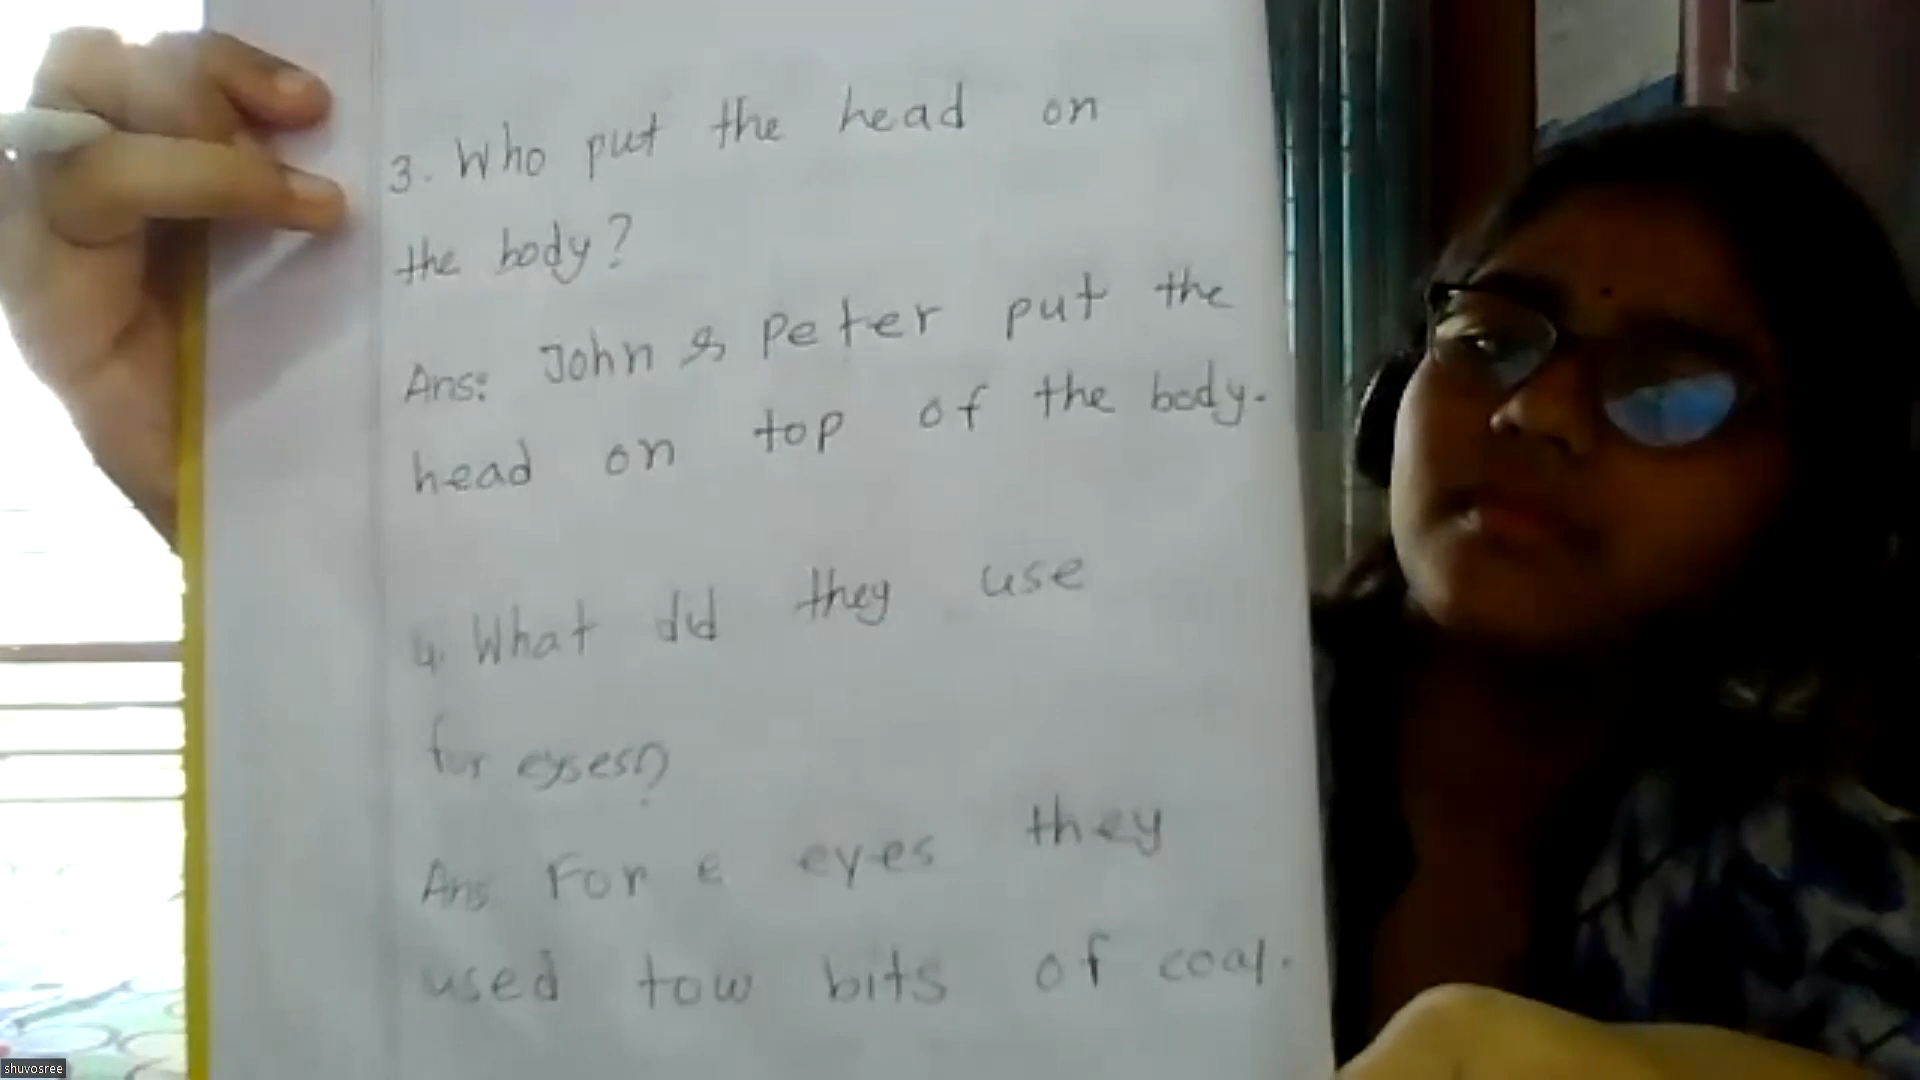 3. Who put the head on
the body?
Ans: John & Peter put the
head on top of the body.
4. What did they use
for eyses?
Ans For e eyes they
used tow bits of coal.
shuvosree